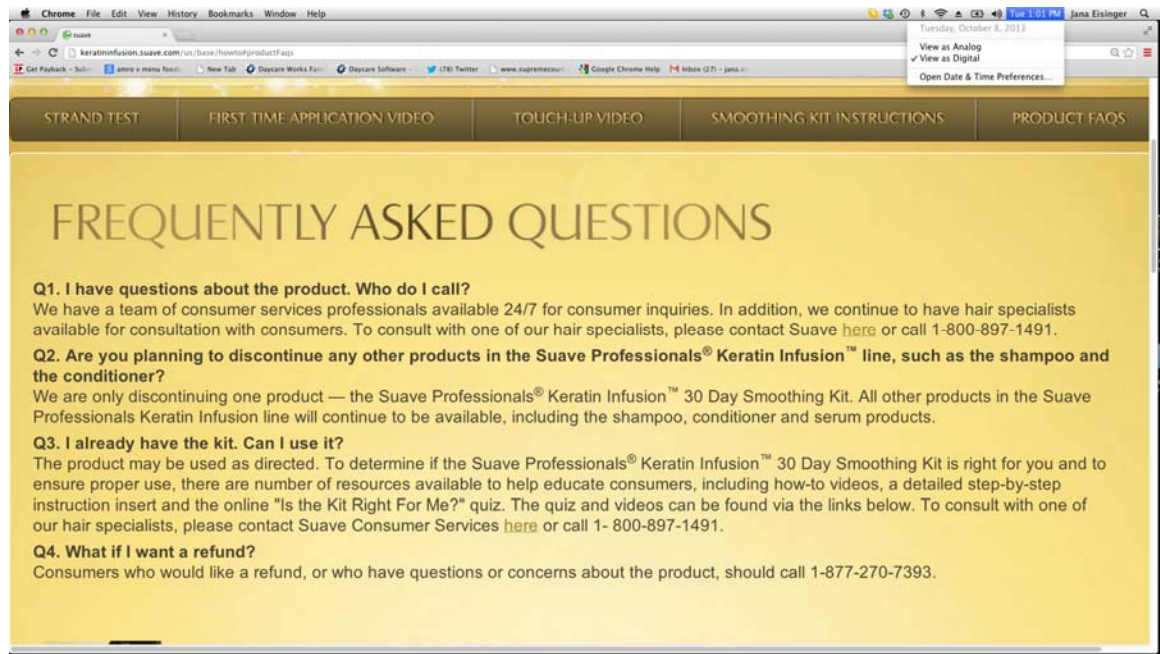 Chrome File Edit View History Bookmarks Window Help
Tue 1:01 PM Jana Eisinger
suave
Tuesday, October 8, 2013
keratininfusion.suave.com/us/base/howto#productFaqs
View as Analog
✓ View as Digital
Open Date & Time Preferences...
Get Payback - New Tab Daycare Works Daycare Software - (78) Twitter Google Chrome Help Inbox (27) -
STRAND TEST FIRST TIME APPLICATION VIDEO TOUCH-UP VIDEO SMOOTHING KIT INSTRUCTIONS PRODUCT FAQS
FREQUENTLY ASKED QUESTIONS
Q1. I have questions about the product. Who do I call?
We have a team of consumer services professionals available 24/7 for consumer inquiries. In addition, we continue to have hair specialists
available for consultation with consumers. To consult with one of our hair specialists, please contact Suave here or call 1-800-897-1491.
Q2. Are you planning to discontinue any other products in the Suave Professionals® Keratin Infusion™ line, such as the shampoo and
the conditioner?
We are only discontinuing one product — the Suave Professionals® Keratin Infusion™ 30 Day Smoothing Kit. All other products in the Suave
Professionals Keratin Infusion line will continue to be available, including the shampoo, conditioner and serum products.
Q3. I already have the kit. Can I use it?
The product may be used as directed. To determine if the Suave Professionals® Keratin Infusion™ 30 Day Smoothing Kit is right for you and to
ensure proper use, there are number of resources available to help educate consumers, including how-to videos, a detailed step-by-step
instruction insert and the online "Is the Kit Right For Me?" quiz. The quiz and videos can be found via the links below. To consult with one of
our hair specialists, please contact Suave Consumer Services here or call 1- 800-897-
1491.
Q4. What if I want a refund?
Consumers who would like a refund, or who have questions or concerns about the product, should call 1-877-270-7393.